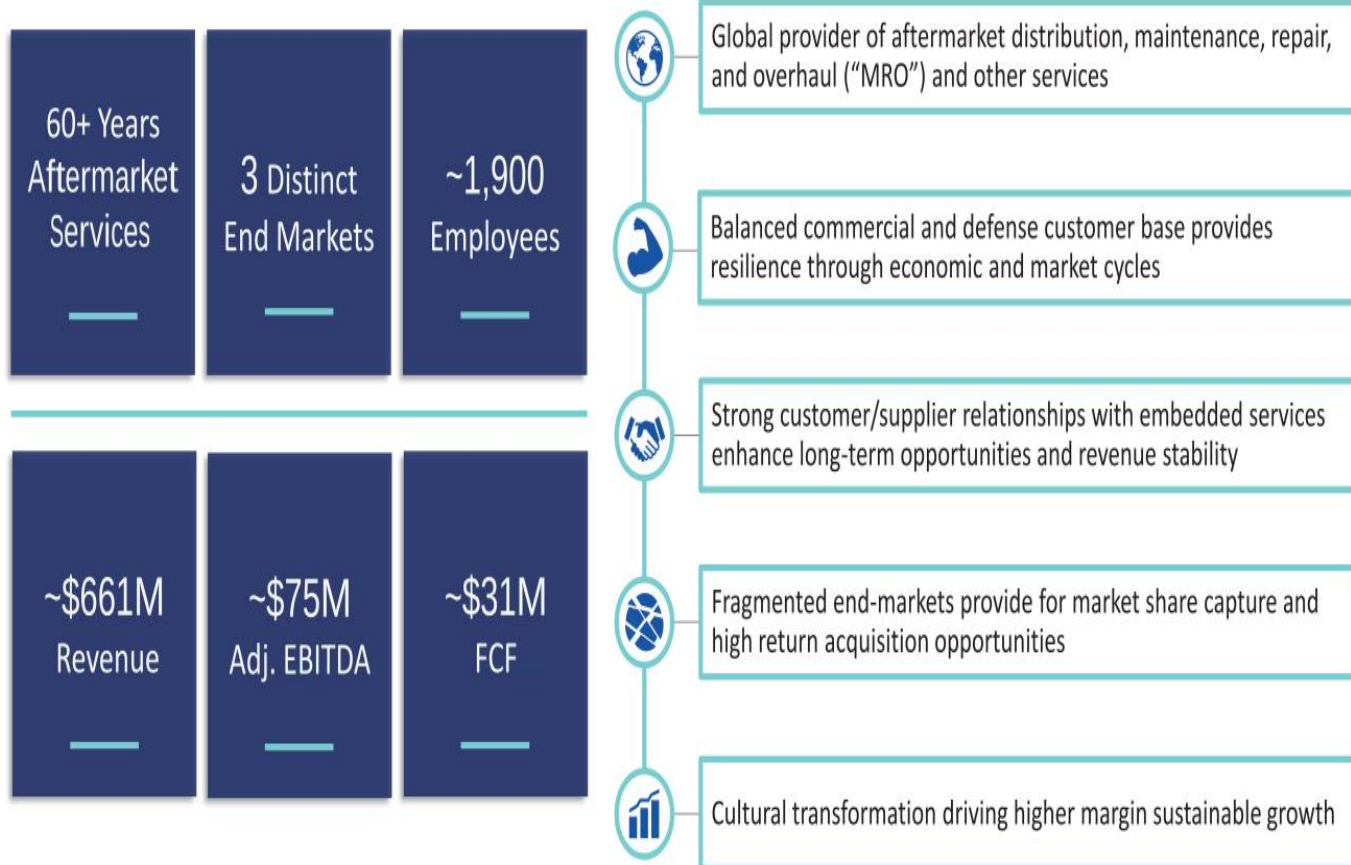 60+ Years
Aftermarket
Services
3 Distinct
End Markets
~1,900
Employees
~$661M
Revenue
~$75M
Adj. EBITDA
~$31M
FCF
Global provider of aftermarket distribution, maintenance, repair,
and overhaul (“MRO”) and other services
Balanced commercial and defense customer base provides
resilience through economic and market cycles
Strong customer/supplier relationships with embedded services
enhance long-term opportunities and revenue stability
Fragmented end-markets provide for market share capture and
high return acquisition opportunities
Cultural transformation driving higher margin sustainable growth